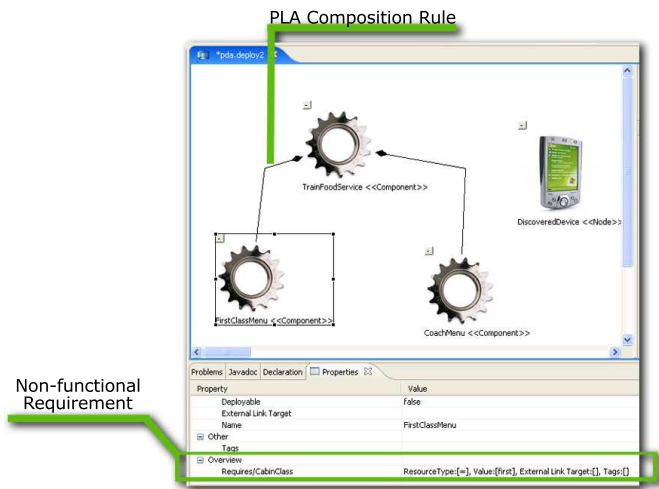 PLA Composition Rule
*pda.deploy2
TrainFoodService <<Component>>
DiscoveredDevice <<Node>>
FirstClassMenu <<Component>>
CoachMenu <<Component>>
Problems Javadoc Declaration Properties
Property Value
Deployable false
External Link Target
Name FirstClassMenu
Other
Tags
Overview
Requires/CabinClass ResourceType:[=], Value:[first], External Link Target:[], Tags:[]
Non-functional
Requirement